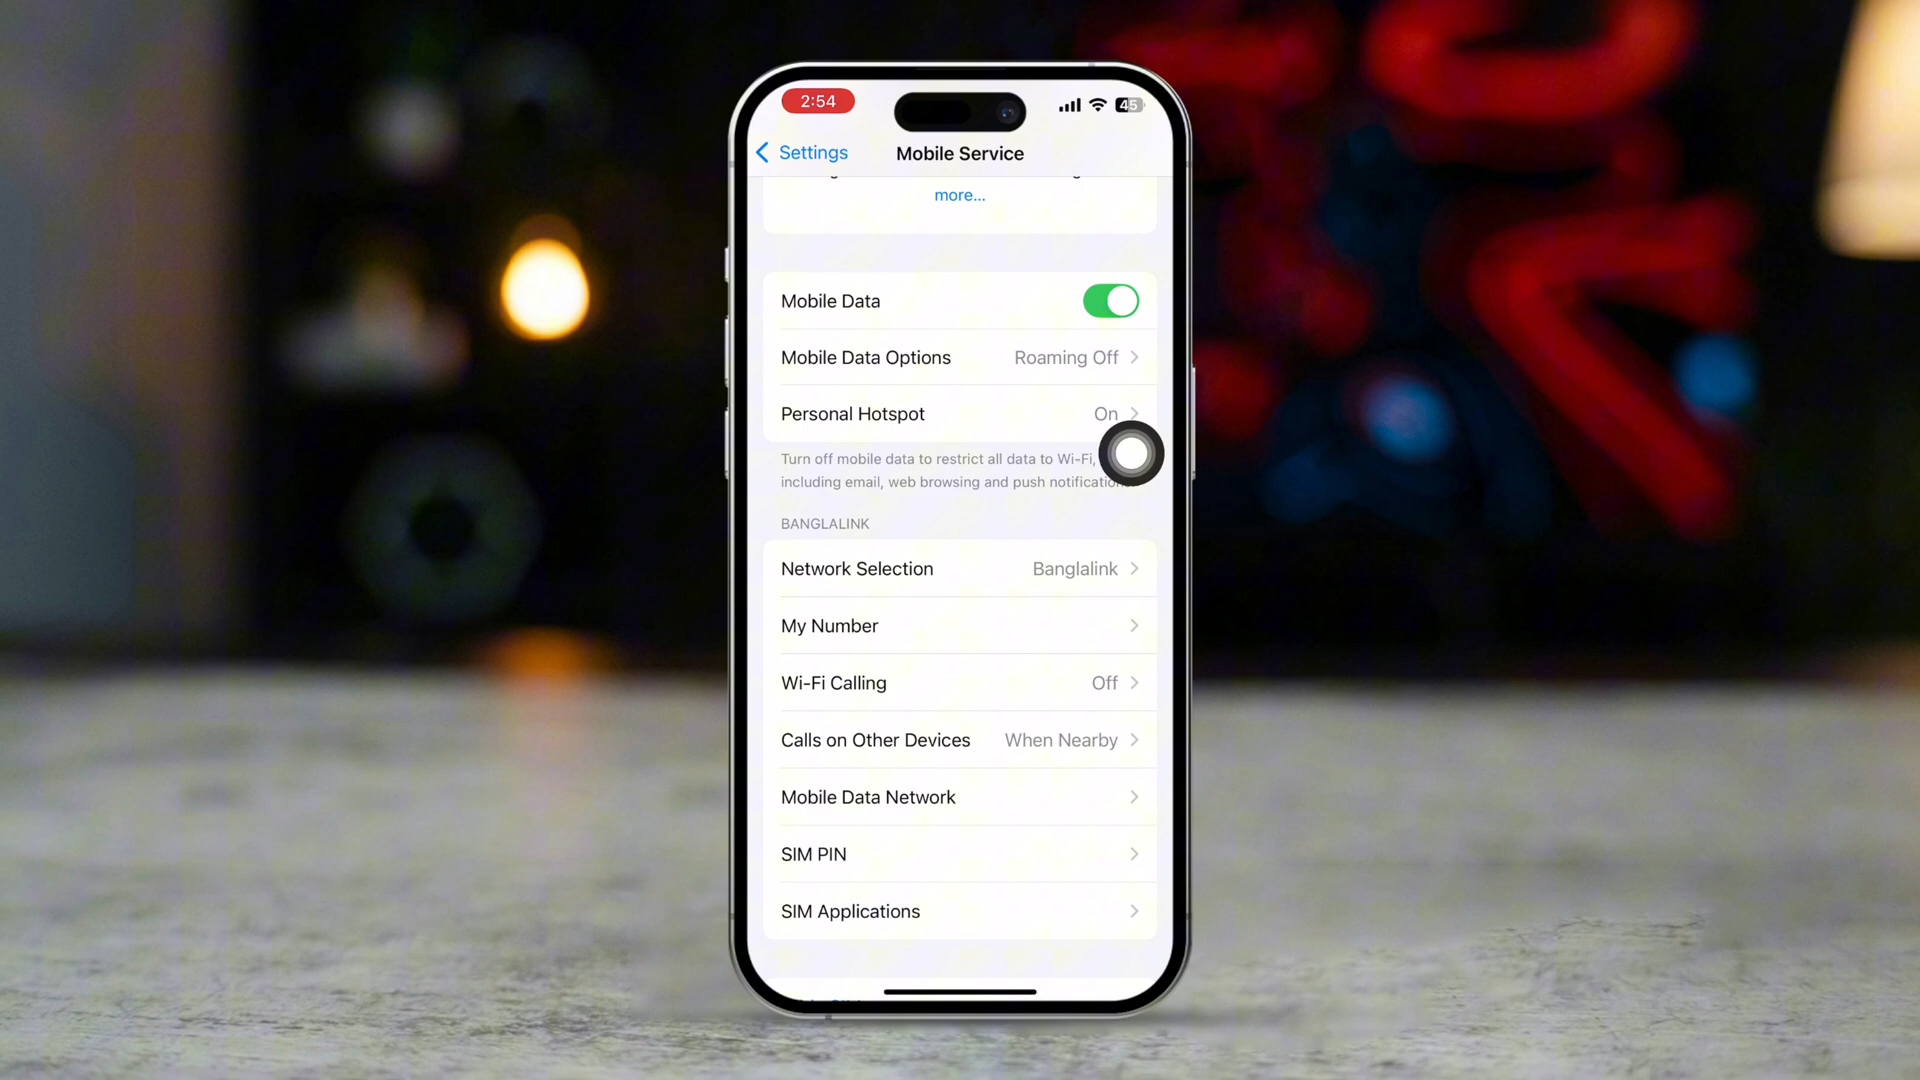 2:54
45
Settings
Mobile Service
more...
Mobile Data
Mobile Data Options
Roaming Off
Personal Hotspot
On
Turn off mobile data to restrict all data to Wi-Fi,
including email, web browsing and push
BANGLALINK
Network Selection
Banglalink
My Number
Wi-Fi Calling
Off
Calls on Other Devices
When Nearby
Mobile Data Network
SIM PIN
SIM Applications